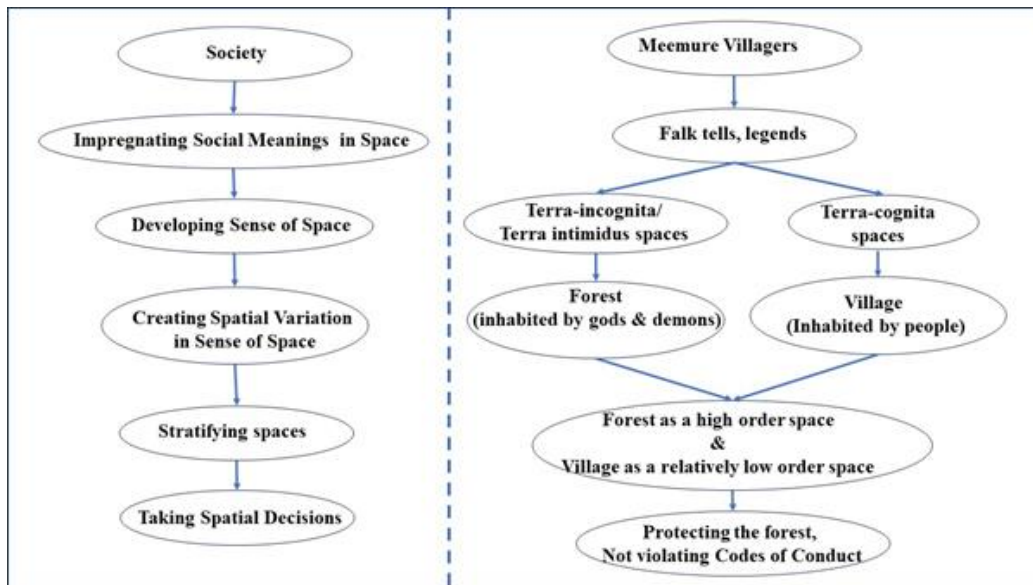 Society
Impregnating Social Meanings in Space
Developing Sense of Space
Creating Spatial Variation
in Sense of Space
Stratifying spaces
Taking Spatial Decisions
Meemure Villagers
Falk tells, legends
Terra-incognita/
Terra intimidus spaces
Terra-cognita
spaces
Forest
(inhabited by gods & demons)
Village
(Inhabited by people)
Forest as a high order space
&
Village as a relatively low order space
Protecting the forest,
Not violating Codes of Conduct